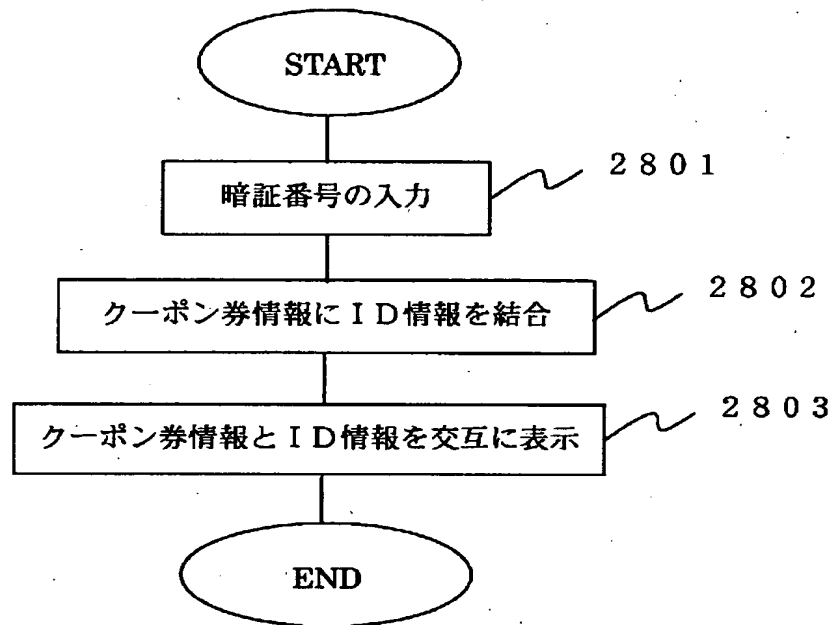 START
暗証番号の入力
２８０１
クーポン券情報にＩＤ情報を結合
２８０２
クーポン券情報とＩＤ情報を交互に表示
２８０３
END